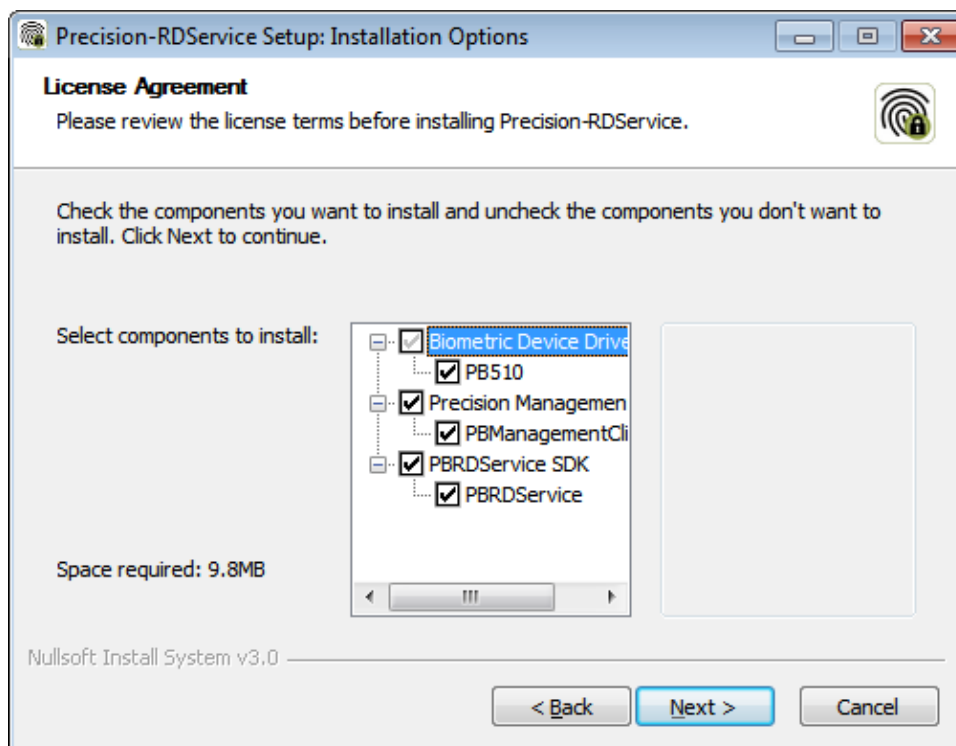 Precision-RDService Setup: Installation Options
License Agreement
Please review the license terms before installing Precision-RDService.
Check the components you want to install and uncheck the components you don't want to
install. Click Next to continue.
Select components to install:
Biometric Device Drive
PB510
Precision Managemen
PBManagementCli
PBRDService SDK
PBRDService
Space required: 9.8MB
Nullsoft Install System v3.0
< Back
Next >
Cancel